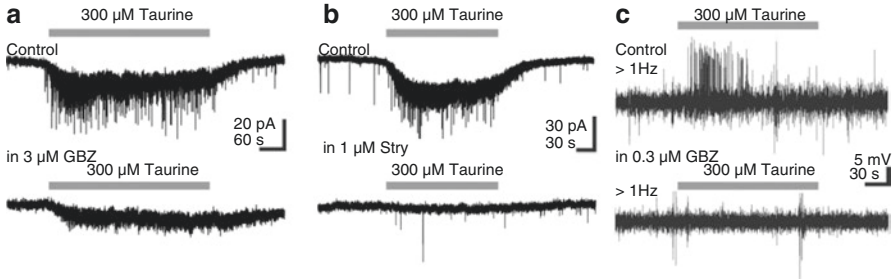 a
300 µM Taurine
Control
20 pA
60 s
in 3 µM GBZ
300 µM Taurine
b
300 µM Taurine
Control
30 pA
30 s
in 1 µM Stry
300 µM Taurine
c
300 µM Taurine
Control
> 1Hz
in 0.3 µM GBZ
5 mV
30 s
300 µM Taurine
> 1Hz